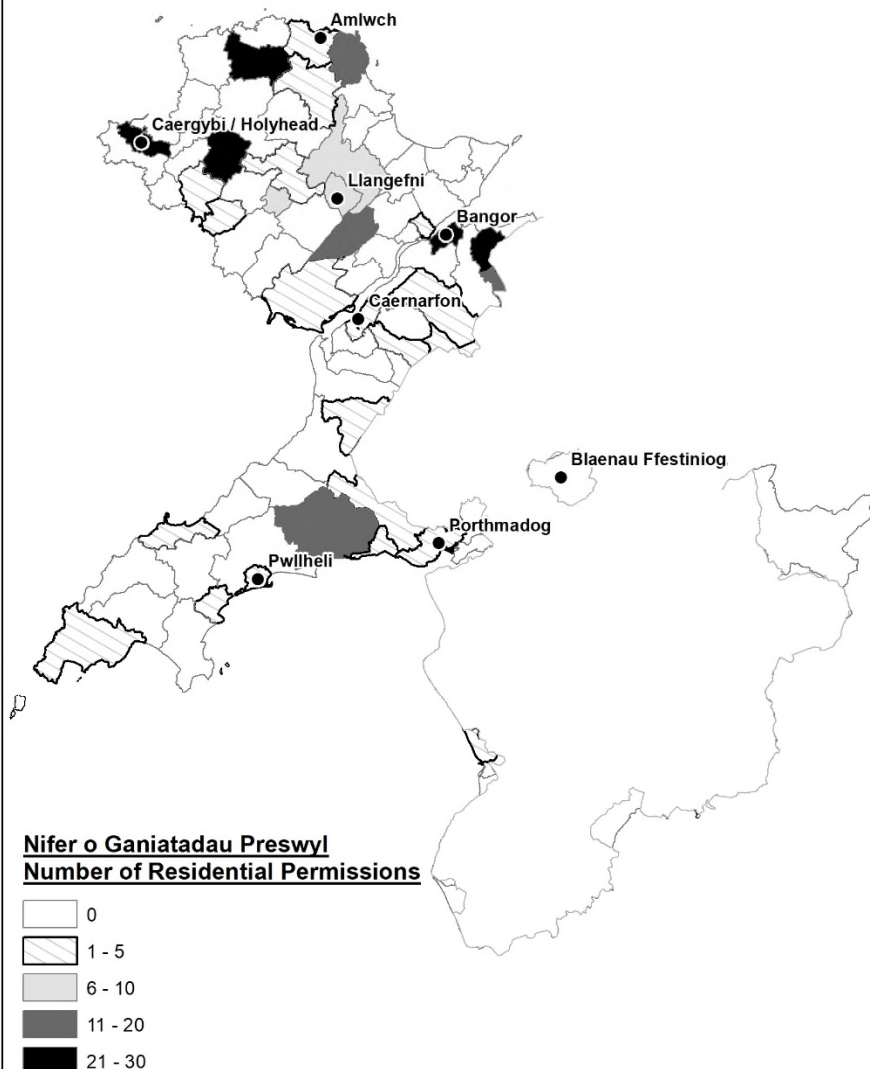 Amlwch
Caergybi / Holyhead
Llangefni
Bangor
Caernarfon
Blaenau Ffestiniog
Porthmadog
Pwllheli
Nifer o Ganiatadau Preswyl
Number of Residential Permissions
0
1 - 5
6 - 10
11 - 20
21 - 30